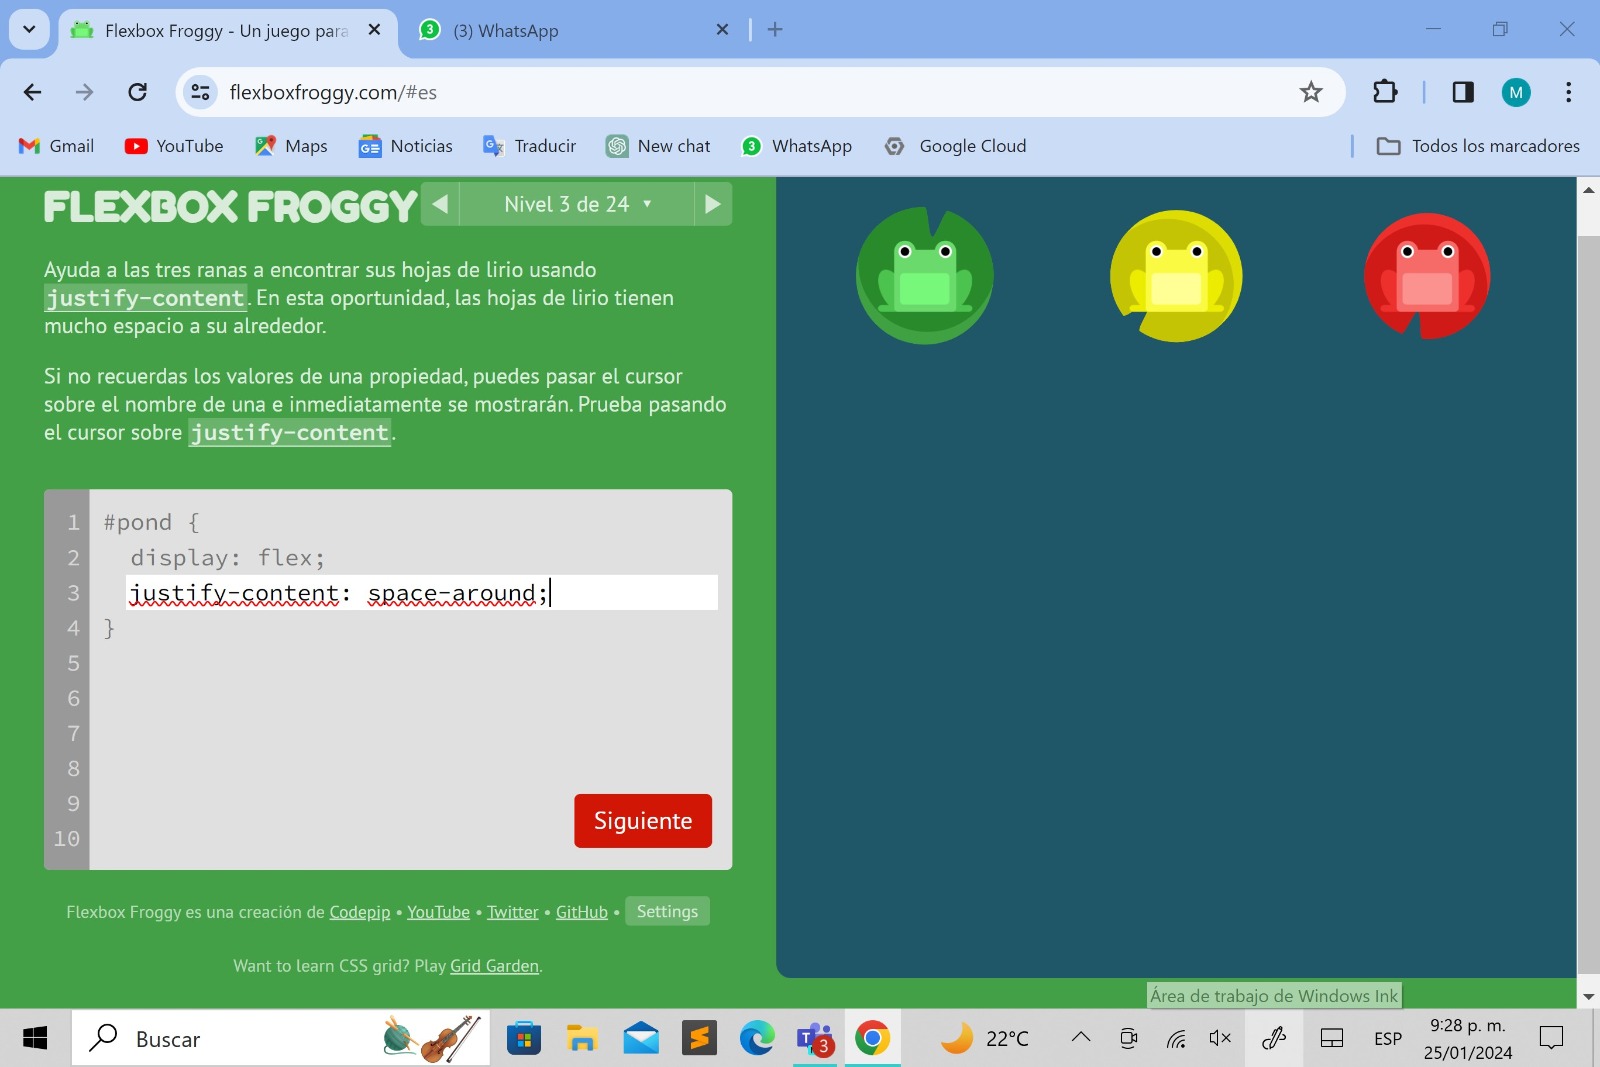 Flexbox Froggy - Un juego para
3 (3) WhatsApp
flexboxfroggy.com/#es
M
Gmail YouTube Maps Noticias Traducir New chat 3 WhatsApp Google Cloud Todos los marcadores
FLEXBOX FROGGY
Nivel 3 de 24
Ayuda a las tres ranas a encontrar sus hojas de lirio usando
justify-content. En esta oportunidad, las hojas de lirio tienen
mucho espacio a su alrededor.
Si no recuerdas los valores de una propiedad, puedes pasar el cursor
sobre el nombre de una e inmediatamente se mostrarán. Prueba pasando
el cursor sobre justify-content.
1 #pond {
2 display: flex;
3 justify-content: space-around;
4 }
5
6
7
8
9
10
Siguiente
Flexbox Froggy es una creación de Codepip • YouTube • Twitter • GitHub • Settings
Want to learn CSS grid? Play Grid Garden.
Área de trabajo de Windows Ink
Buscar
T 3
22°C
ESP
9:28 p. m.
25/01/2024